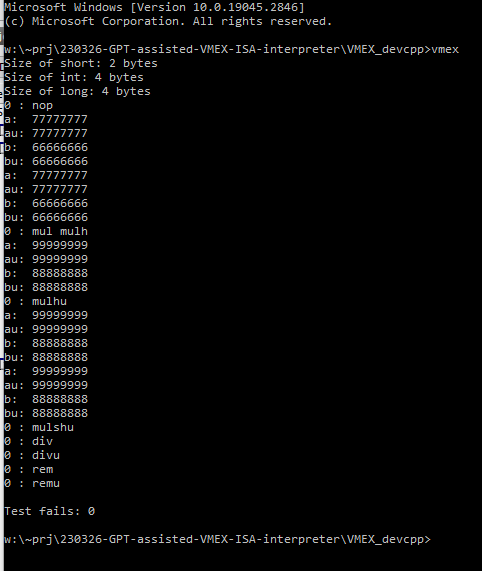 Microsoft Windows [Version 10.0.19045.2846]
(c) Microsoft Corporation. All rights reserved.
w:\~prj\230326-GPT-assisted-VMEX-ISA-interpreter\VMEX_devcpp>vmex
Size of short: 2 bytes
Size of int: 4 bytes
Size of long: 4 bytes
0 : nop
a:  77777777
au: 77777777
b:  66666666
bu: 66666666
a:  77777777
au: 77777777
b:  66666666
bu: 66666666
0 : mul mulh
a:  99999999
au: 99999999
b:  88888888
bu: 88888888
0 : mulhu
a:  99999999
au: 99999999
b:  88888888
bu: 88888888
a:  99999999
au: 99999999
b:  88888888
bu: 88888888
0 : mulshu
0 : div
0 : divu
0 : rem
0 : remu
Test fails: 0
w:\~prj\230326-GPT-assisted-VMEX-ISA-interpreter\VMEX_devcpp>